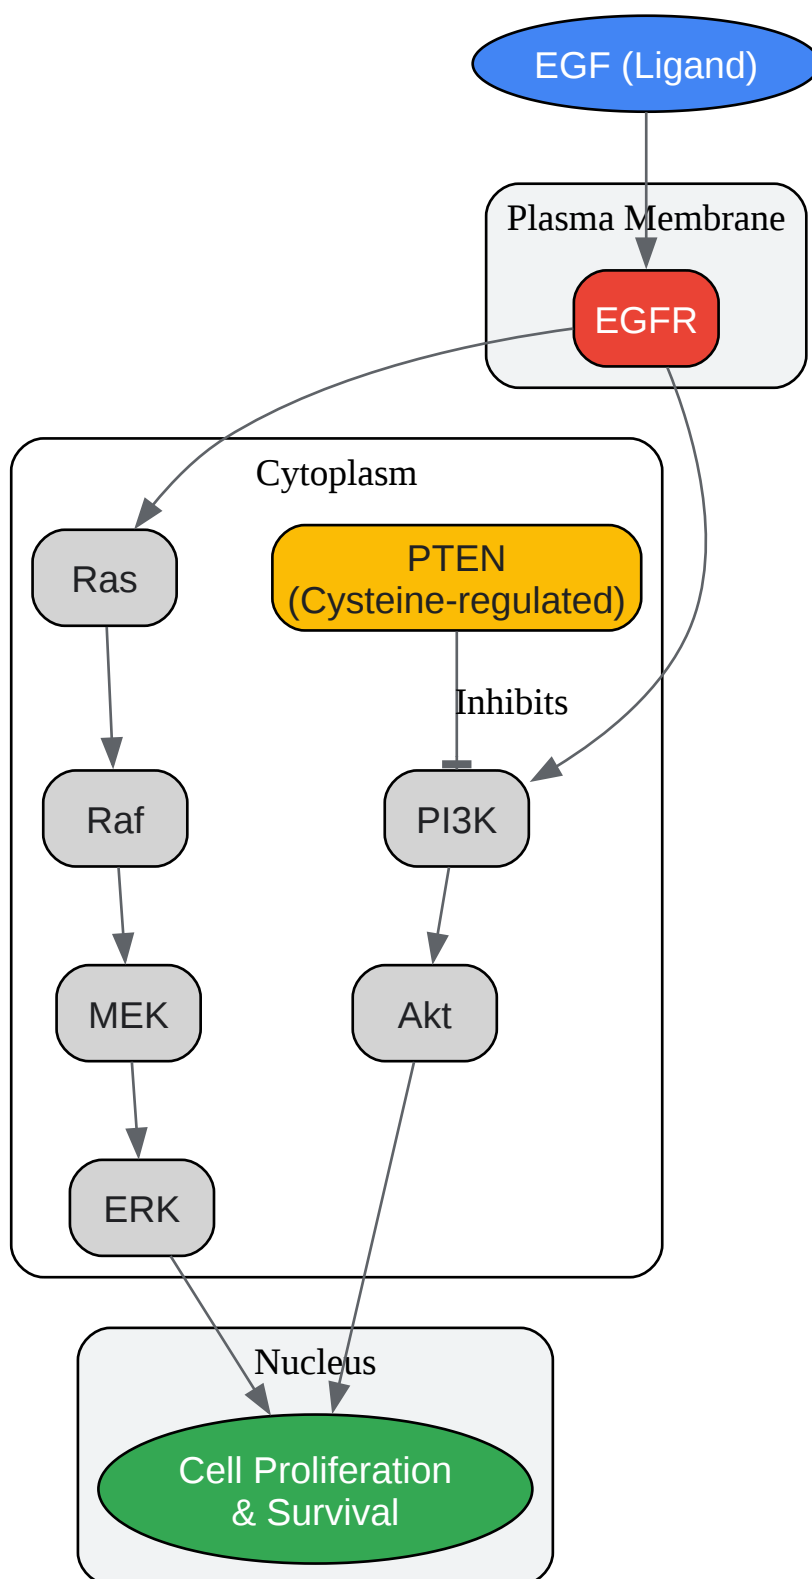 EGF (Ligand)
Plasma Membrane
EGFR
Cytoplasm
Ras
PTEN
(Cysteine-regulated)
Inhibits
Raf
PI3K
MEK
Akt
ERK
Nucleus
Cell Proliferation
& Survival